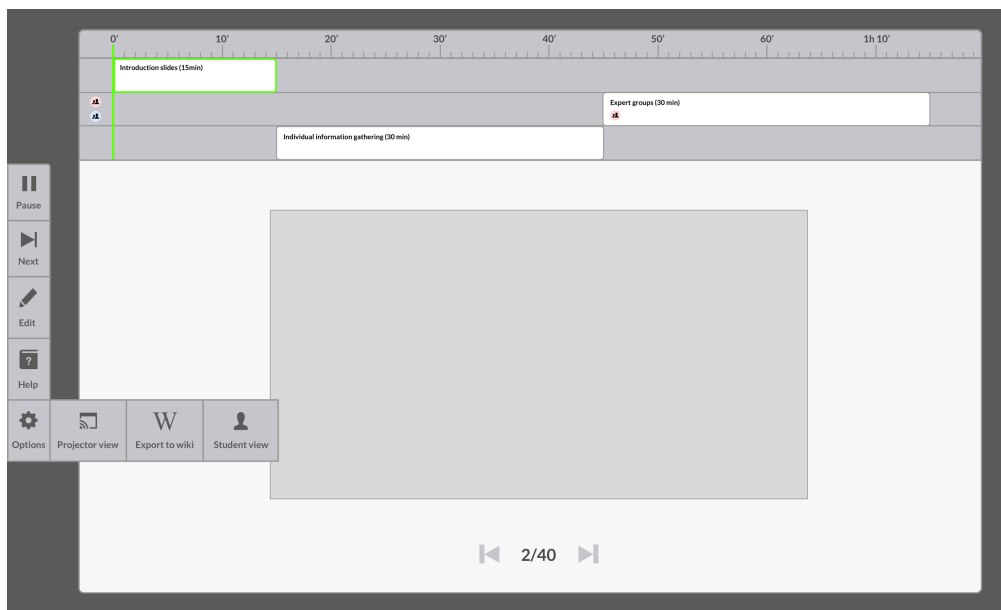 0' 10' 20' 30' 40' 50' 60' 1h 10'
Introduction slides (15min)
Expert groups (30 min)
Individual information gathering (30 min)
Pause
Next
Edit
?
Help
W
Options Projector view Export to wiki Student view
2/40